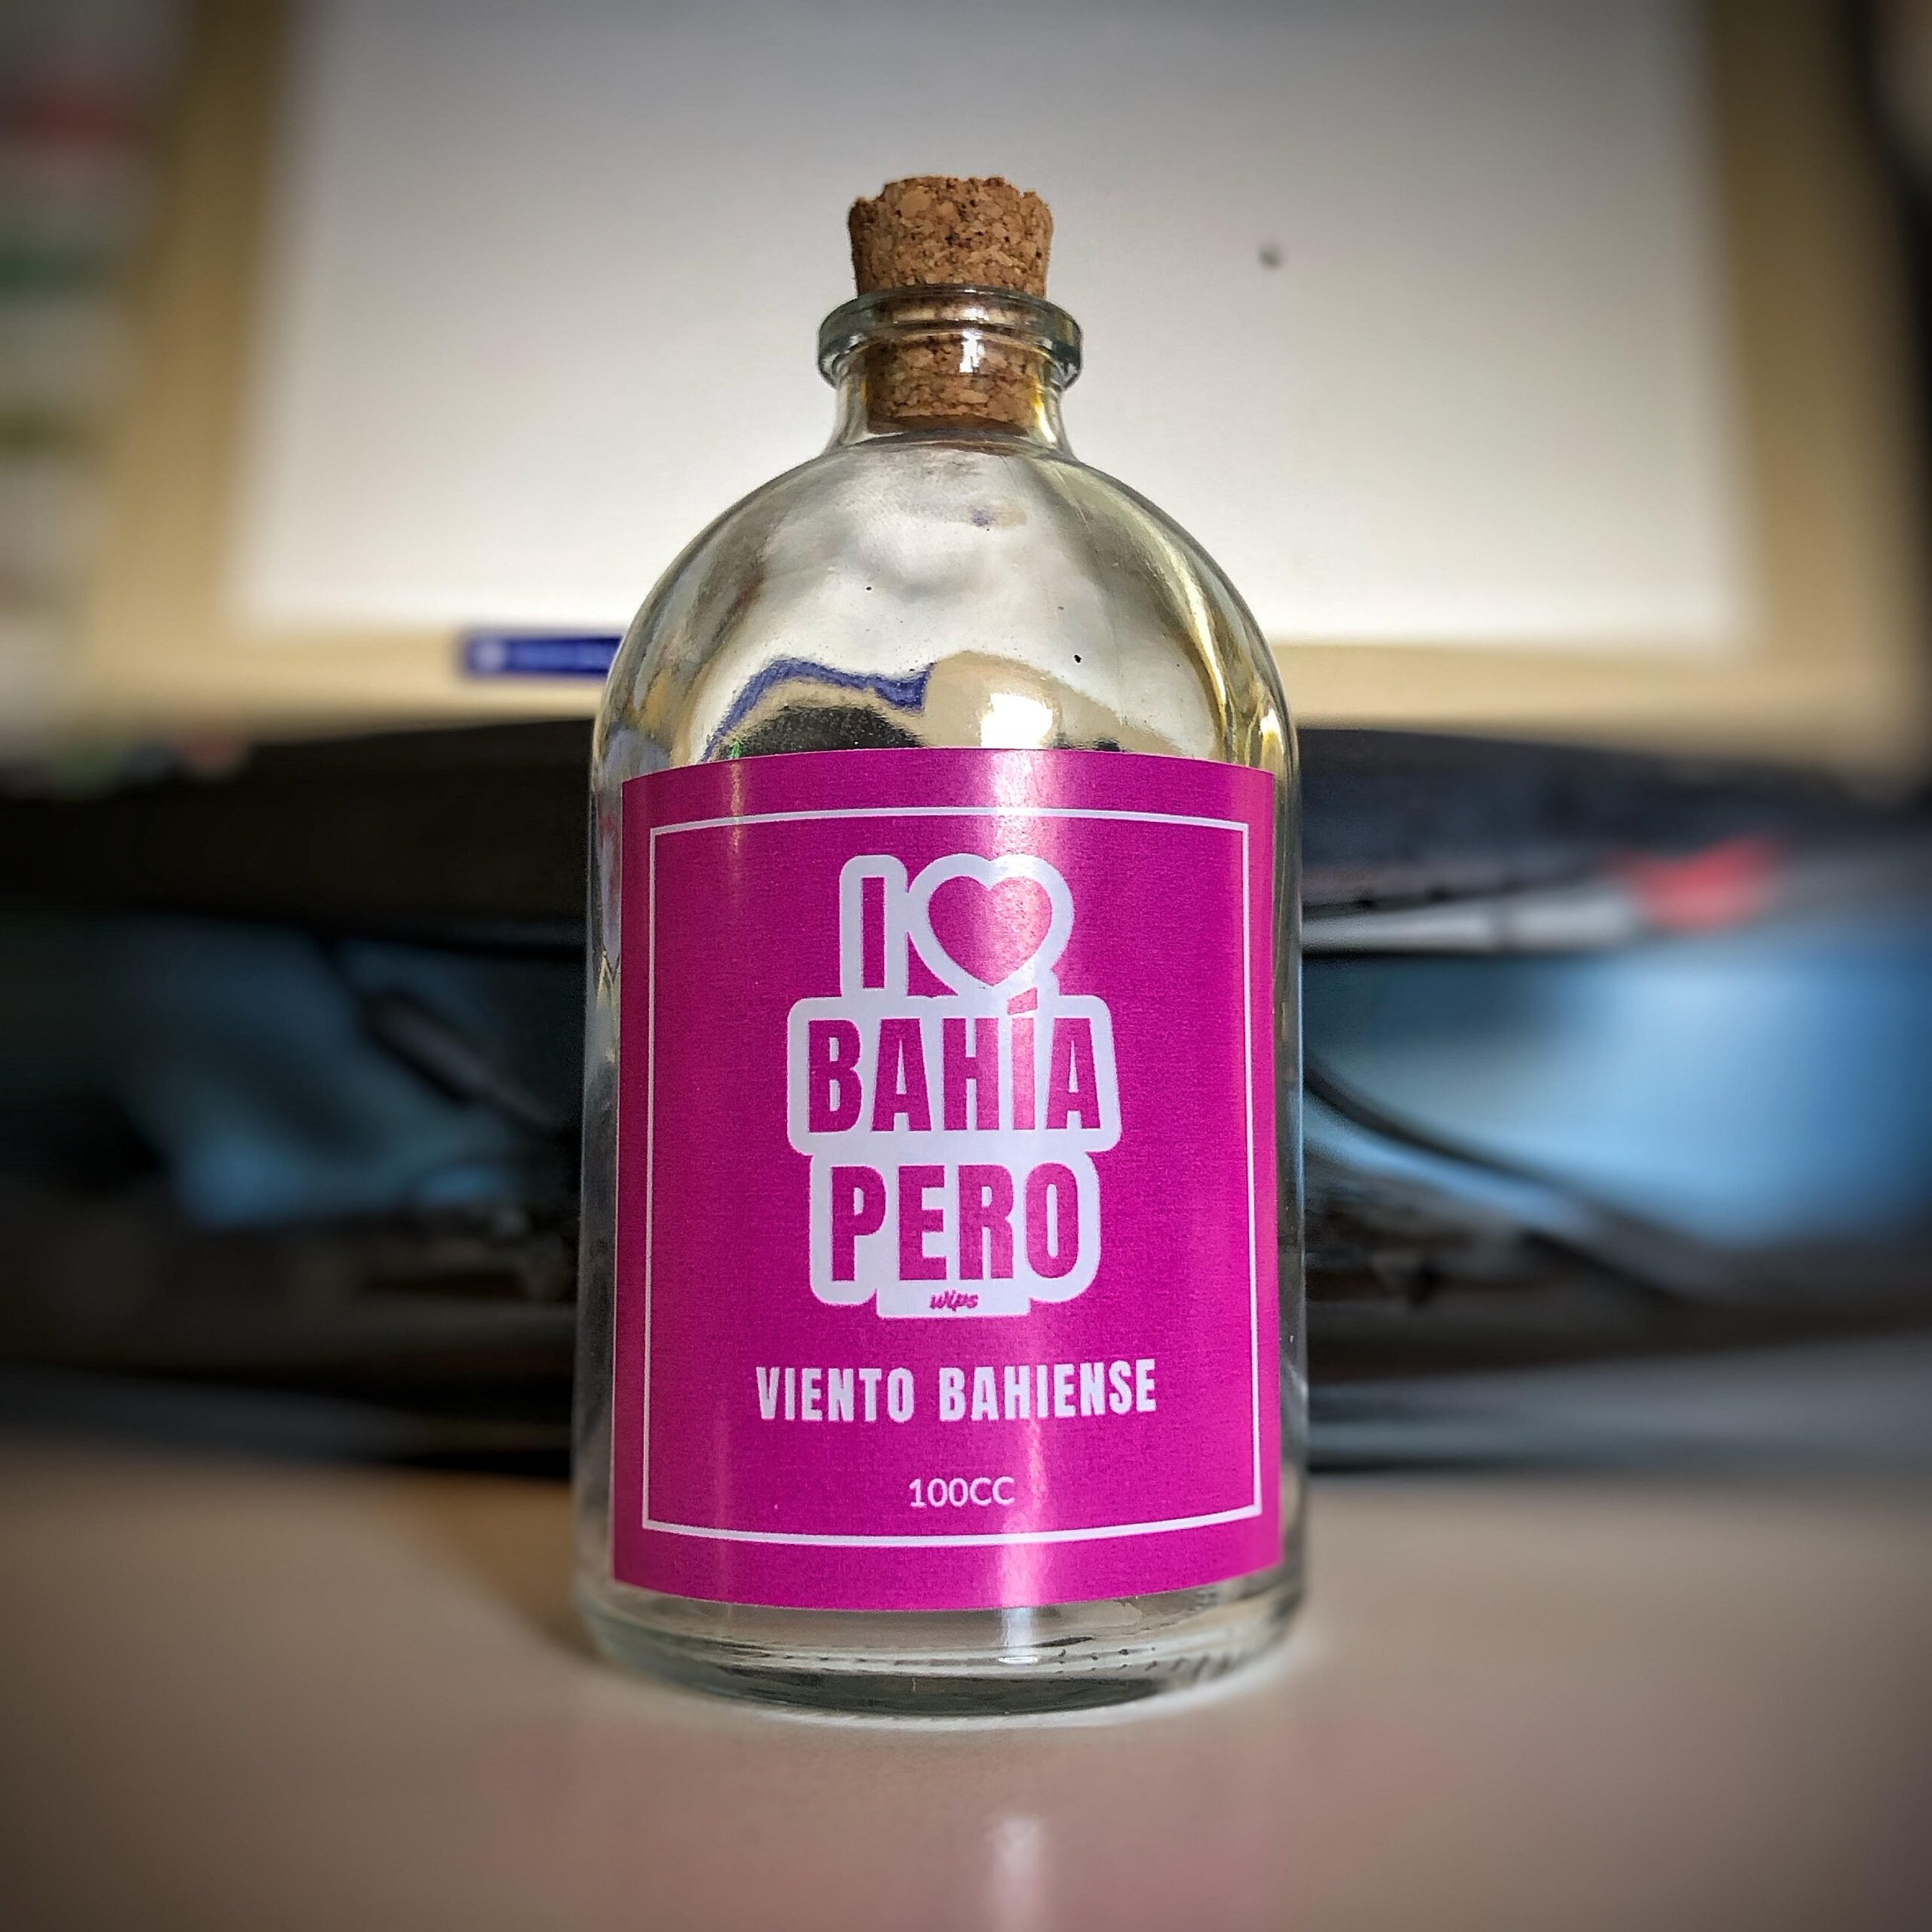 I
BAHÍA
PERO
wips
VIENTO BAHIENSE
100CC